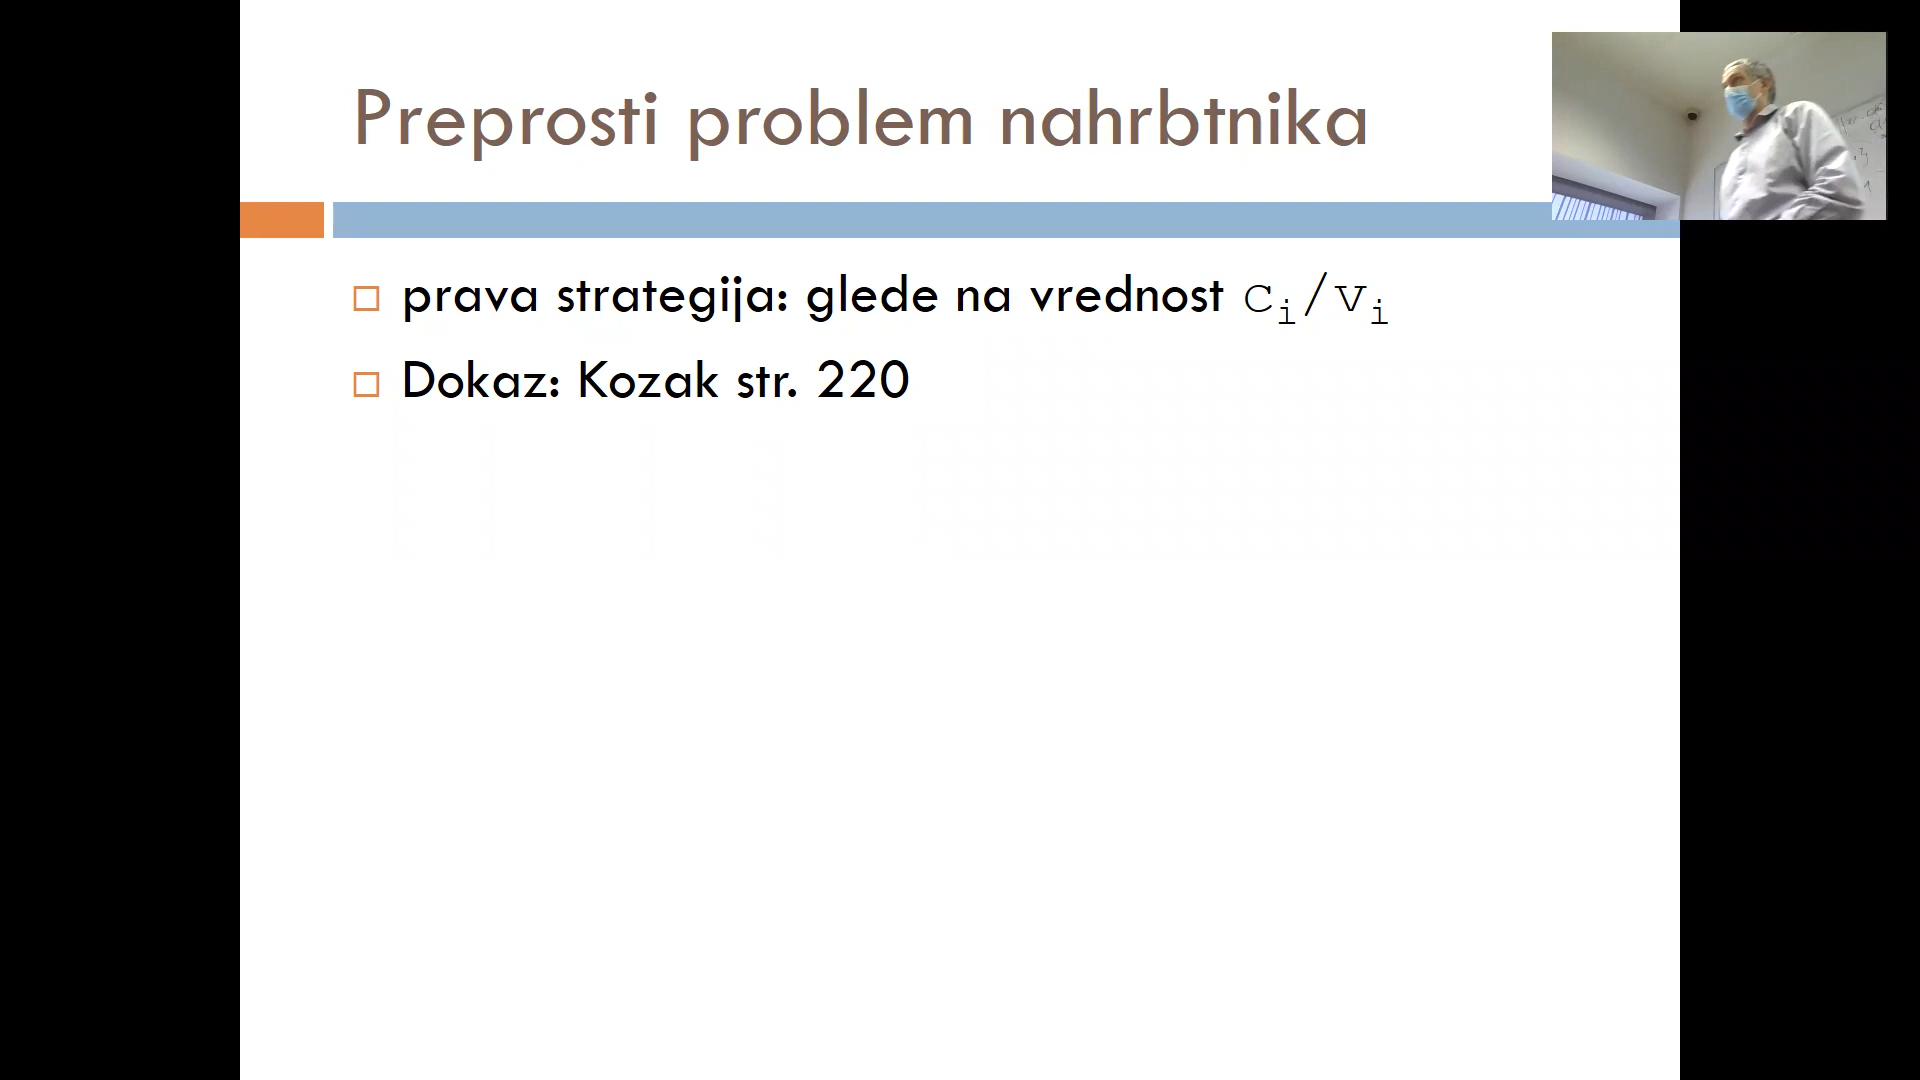 Preprosti problem nahrbtnika
prava strategija: glede na vrednost cᵢ/vᵢ
Dokaz: Kozak str. 220